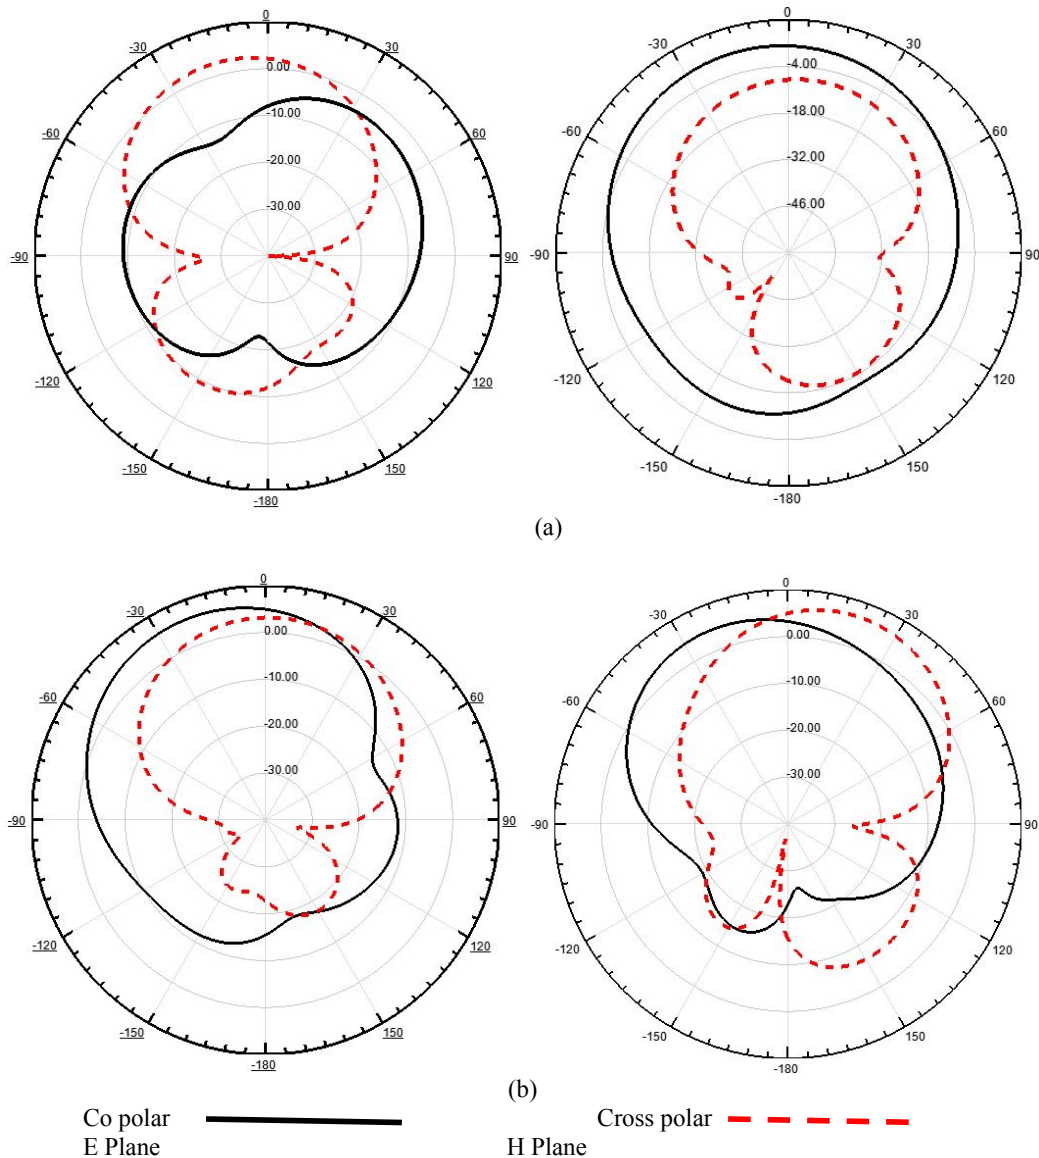 0 0
-30 30 -30 30
0.00 -4.00
-60 -10.00 60 -60 -18.00 60
-20.00 -32.00
-30.00 -46.00
-90 90 -90 90
-120 120 -120 120
-150 150 -150 150
-180 -180
(a)
0 0
-30 30 -30 30
0.00 0.00
-60 -10.00 60 -60 -10.00 60
-20.00 -20.00
-30.00 -30.00
-90 90 -90 90
-120 120 -120 120
-150 150 -150 150
-180 -180
(b)
Co polar Cross polar
E Plane H Plane